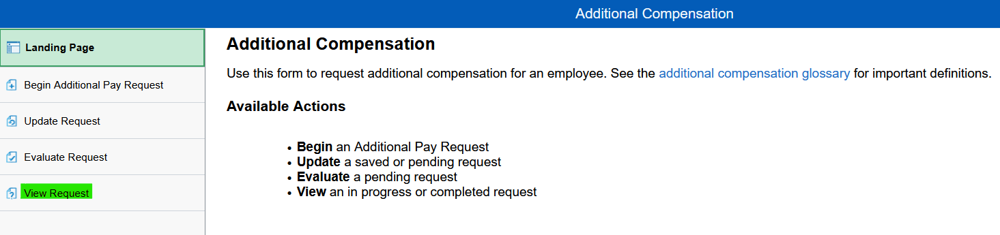 Additional Compensation
Landing Page
Begin Additional Pay Request
Update Request
Evaluate Request
View Request
Additional Compensation
Use this form to request additional compensation for an employee. See the additional compensation glossary for important definitions.
Available Actions
• Begin an Additional Pay Request
• Update a saved or pending request
• Evaluate a pending request
• View an in progress or completed request